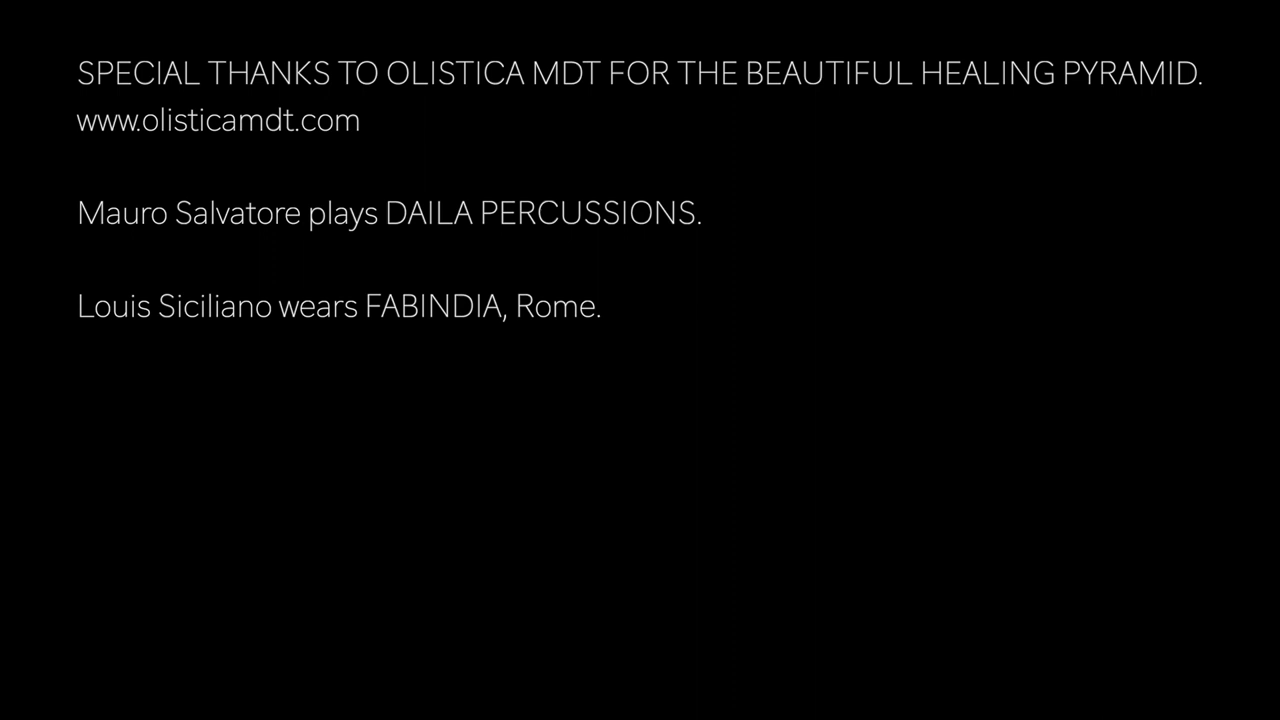 SPECIAL THANKS TO OLISTICA MDT FOR THE BEAUTIFUL HEALING PYRAMID.
www.olisticamdt.com
Mauro Salvatore plays DAILA PERCUSSIONS.
Louis Siciliano wears FABINDIA, Rome.